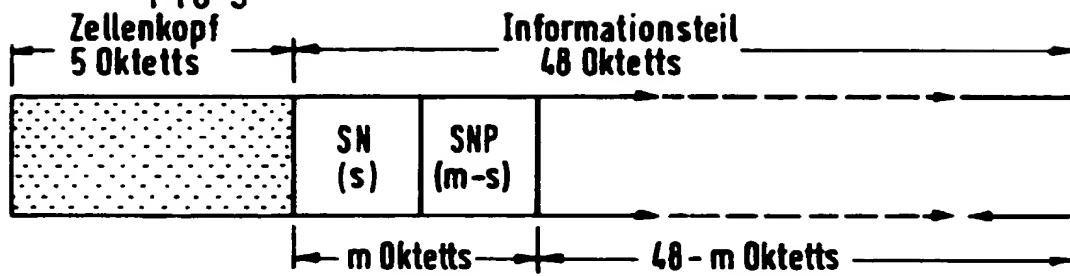 Zellenkopf
5 Oktetts
Informationsteil
48 Oktetts
SN
(s)
SNP
(m-s)
m Oktetts
48-m Oktetts